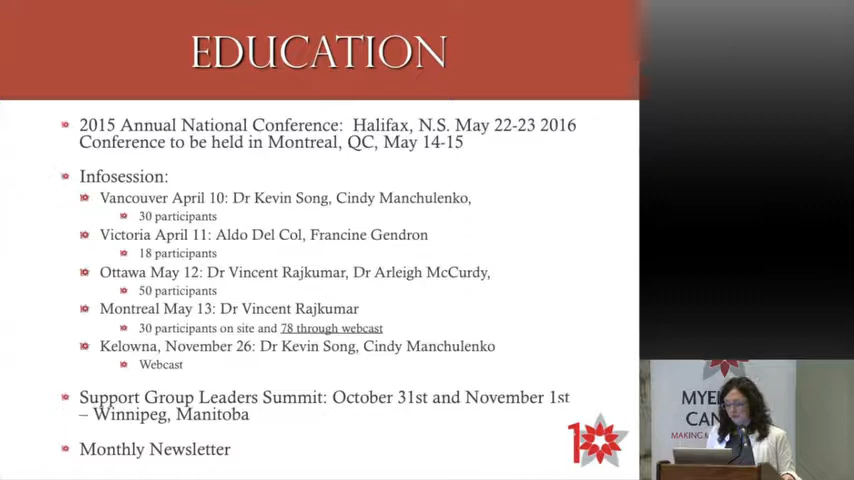 EDUCATION
2015 Annual National Conference: Halifax, N.S. May 22-23 2016
Conference to be held in Montreal, QC, May 14-15
Infosession:
Vancouver April 10: Dr Kevin Song, Cindy Manchulenko,
30 participants
Victoria April 11: Aldo Del Col, Francine Gendron
18 participants
Ottawa May 12: Dr Vincent Rajkumar, Dr Arleigh McCurdy,
50 participants
Montreal May 13: Dr Vincent Rajkumar
30 participants on site and 78 through webcast
Kelowna, November 26: Dr Kevin Song, Cindy Manchulenko
Webcast
Support Group Leaders Summit: October 31st and November 1st
– Winnipeg, Manitoba
Monthly Newsletter
10
MYE
CAN
MAKING M